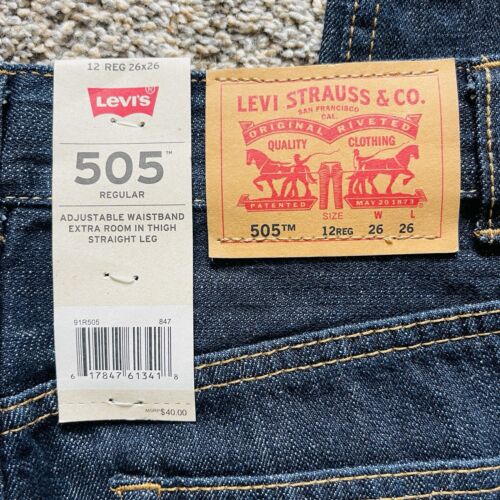 12 REG 26x26
LEVI'S®
505™
REGULAR
ADJUSTABLE WAISTBAND
EXTRA ROOM IN THIGH
STRAIGHT LEG
91R505 847
6 17847 61341 8
MSRP $40.00
LEVI STRAUSS & CO.
SAN FRANCISCO
CAL.
ORIGINAL RIVETED
QUALITY CLOTHING
PATENTED MAY 20 1873
SIZE W L
505™ 12REG 26 26